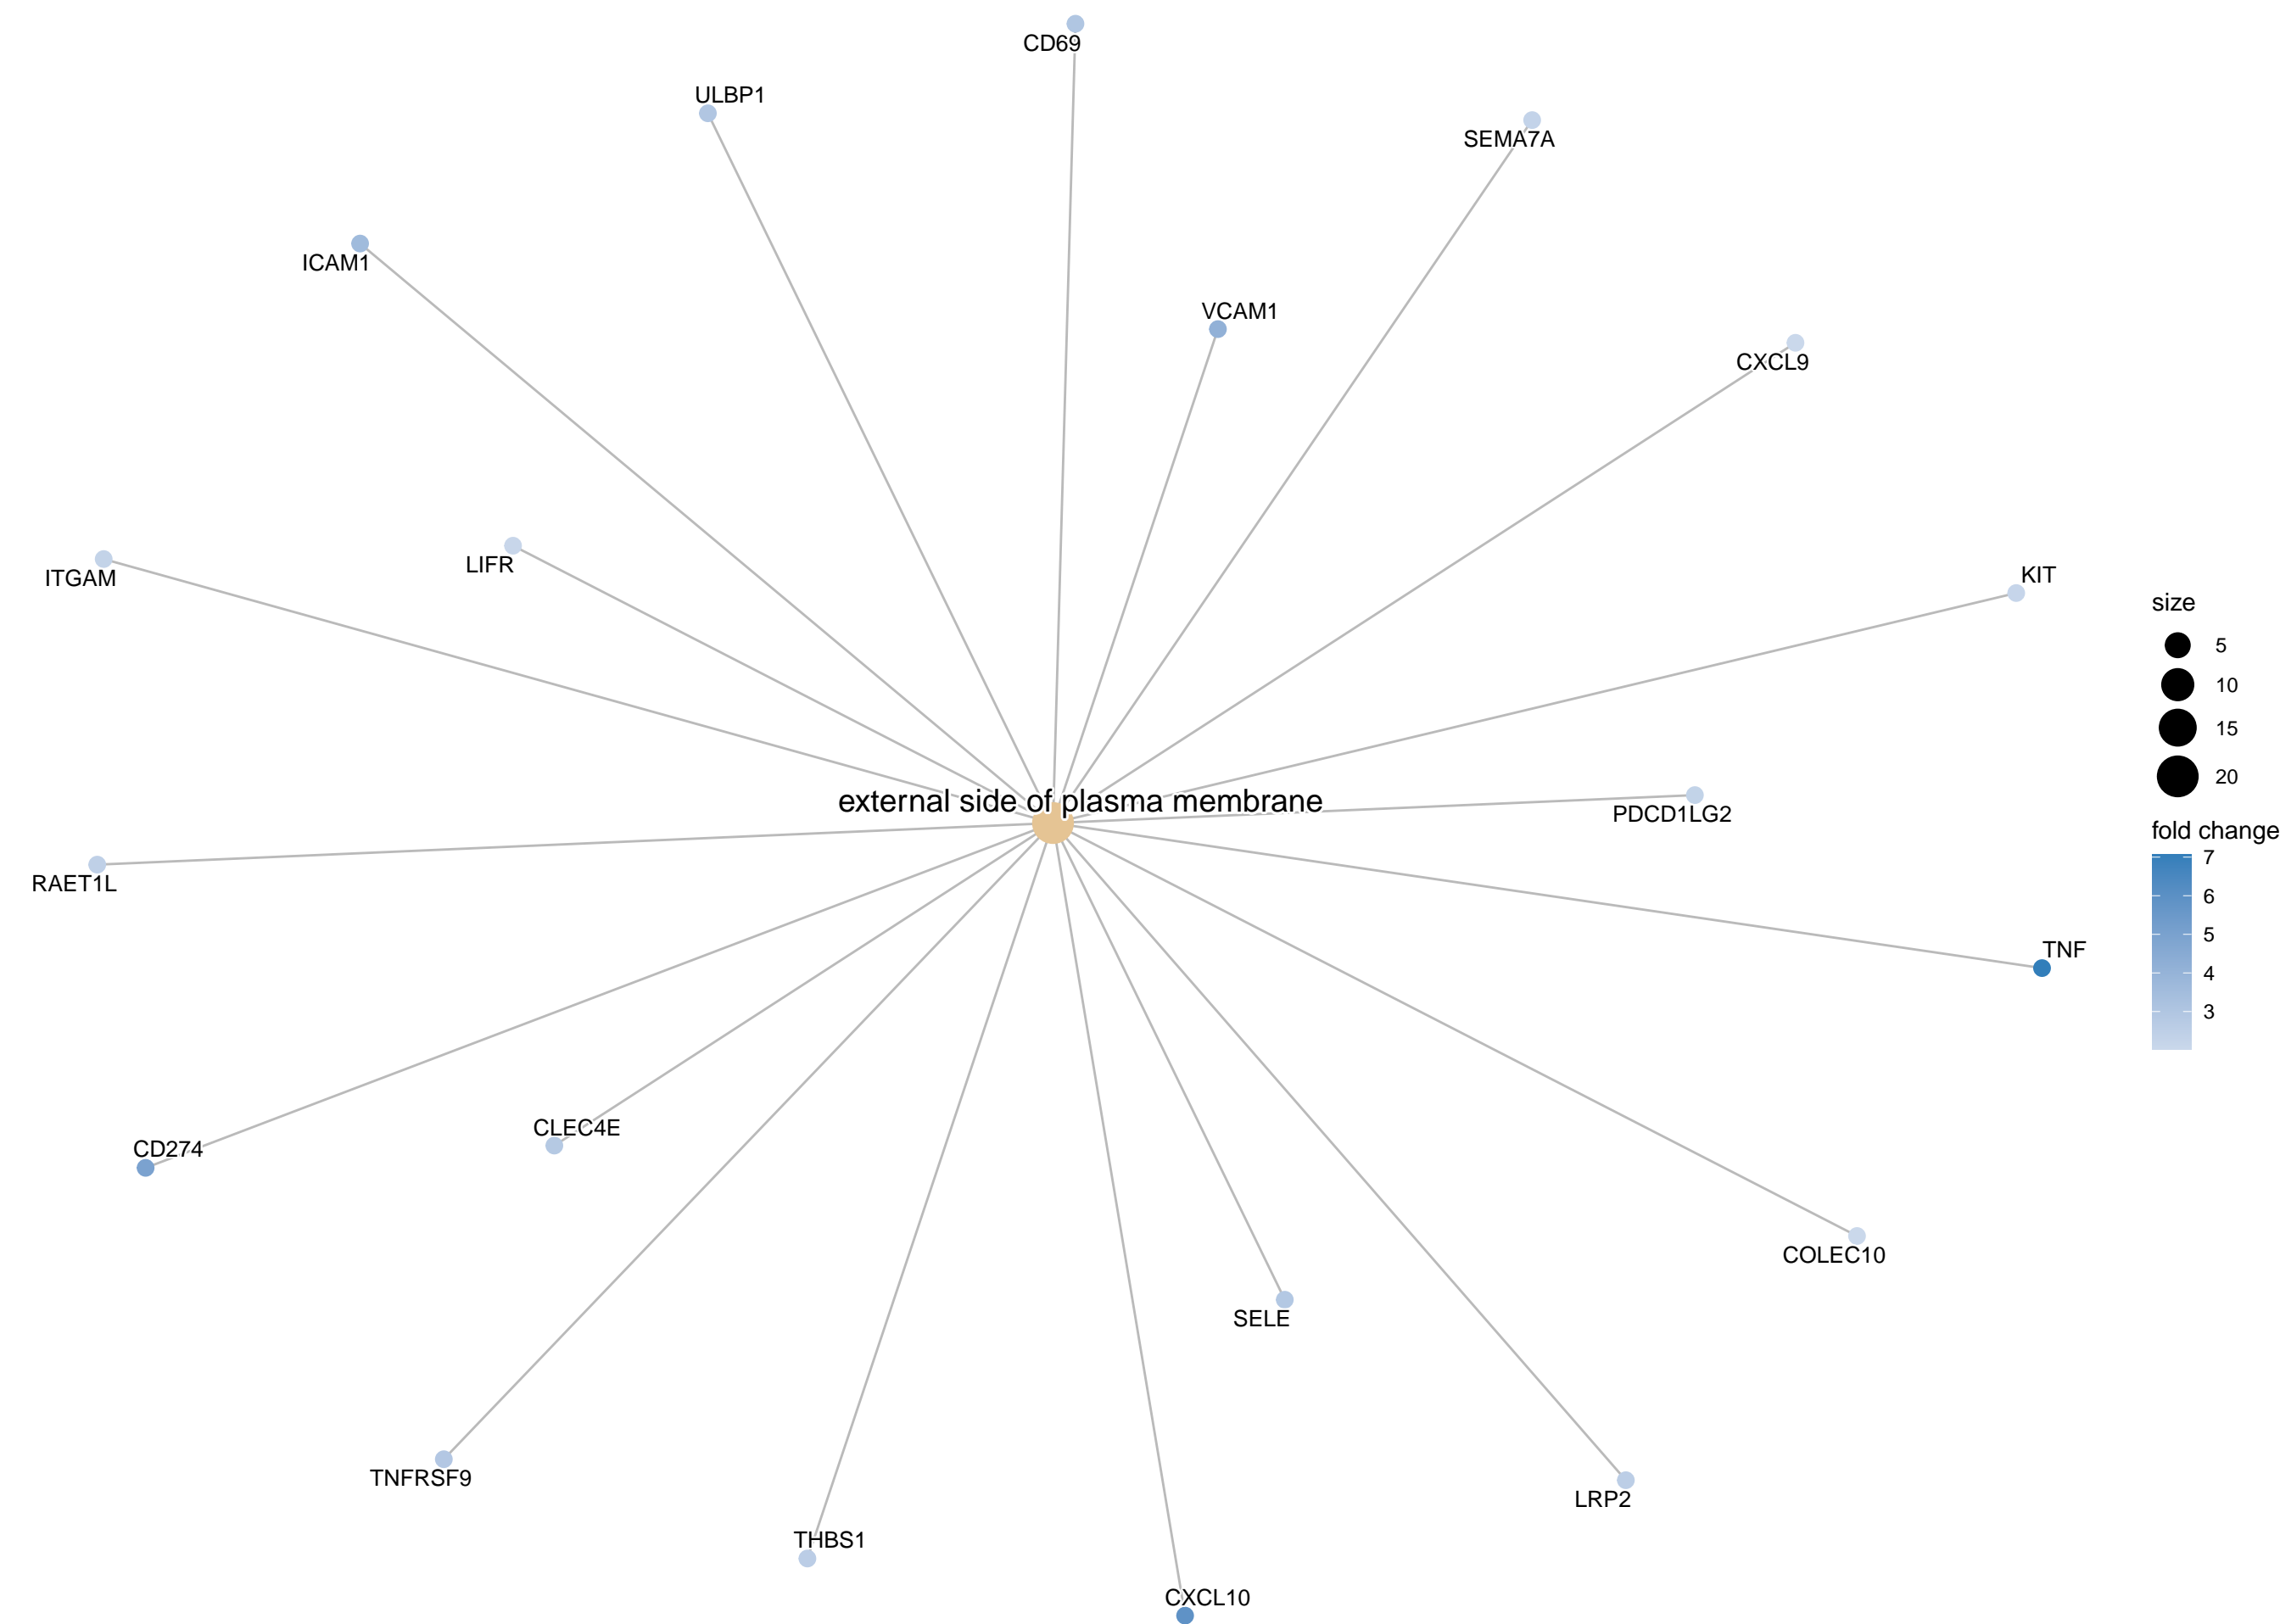 CD69
ULBP1
SEMA7A
ICAM1
VCAM1
CXCL9
LIFR
ITGAM
KIT
size
5
10
15
20
external side of plasma membrane
PDCD1LG2
fold change
7
6
5
4
3
RAET1L
TNF
CLEC4E
CD274
COLEC10
SELE
TNFRSF9
LRP2
THBS1
CXCL10